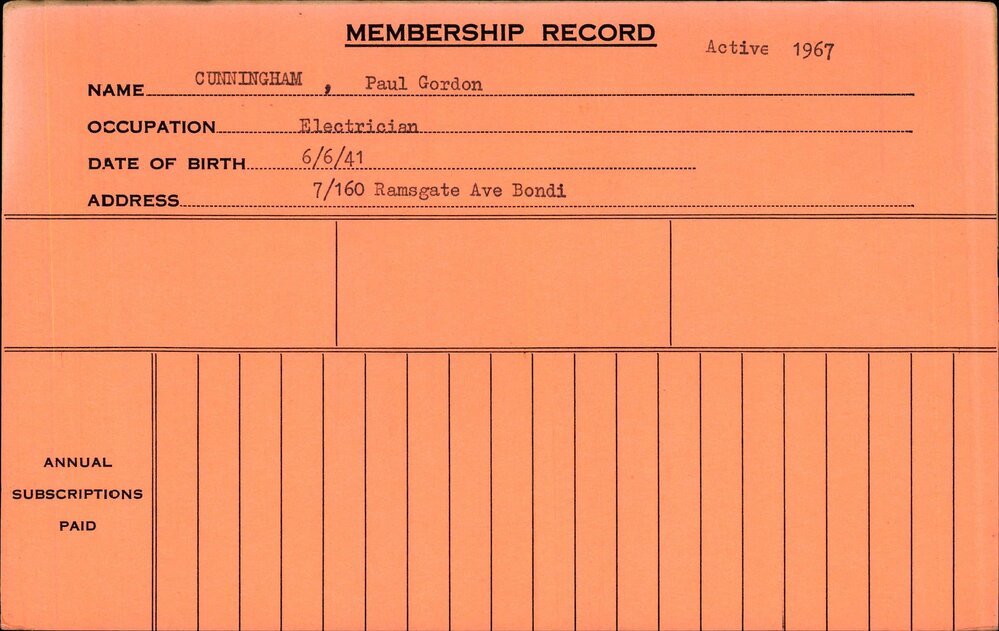 MEMBERSHIP RECORD
Active 1967
NAME CUNNINGHAM , Paul Gordon
OCCUPATION Electrician
DATE OF BIRTH 6/6/41
ADDRESS 7/160 Ramsgate Ave Bondi
ANNUAL
SUBSCRIPTIONS
PAID